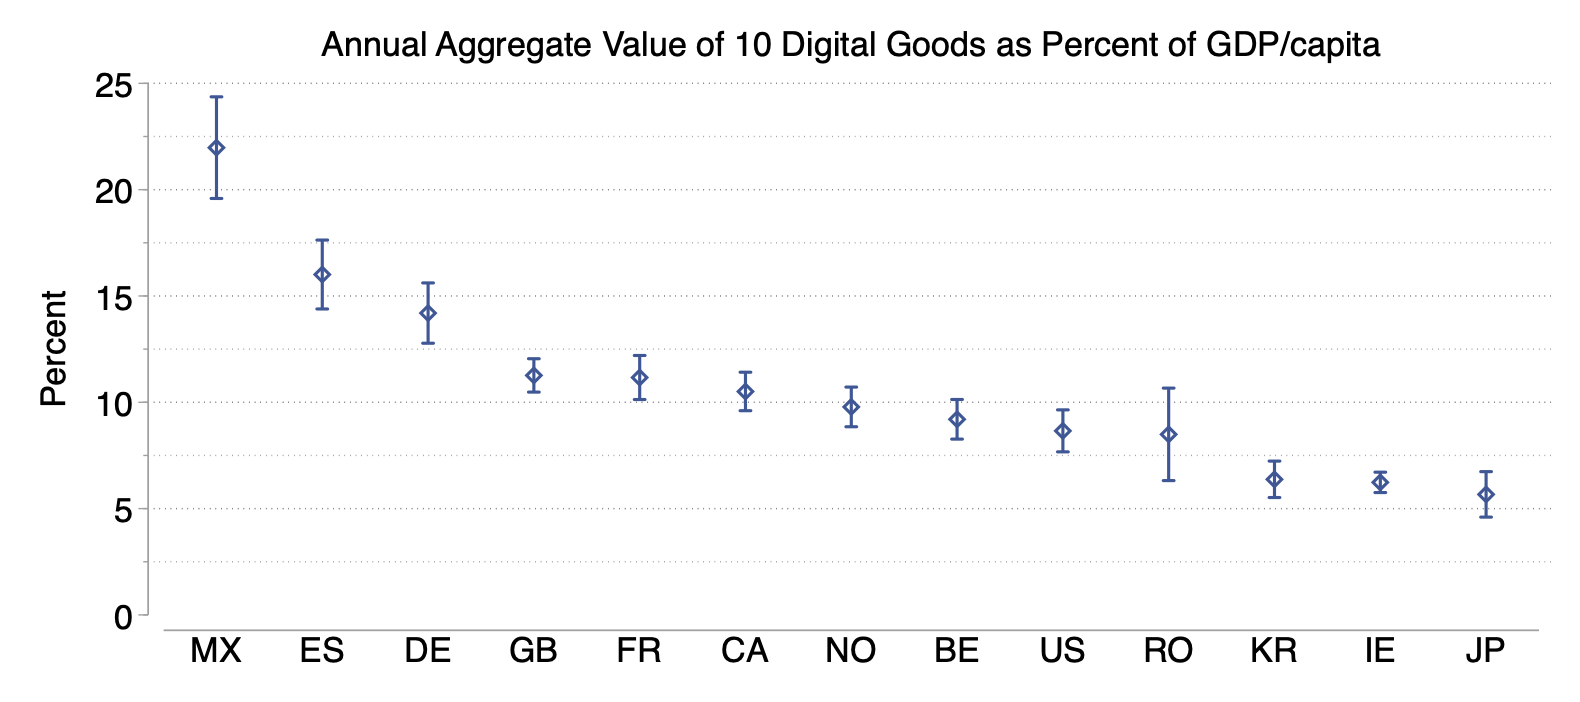 Annual Aggregate Value of 10 Digital Goods as Percent of GDP/capita
25
20
15
10
5
0
Percent
MX ES DE GB FR CA NO BE US RO KR IE JP